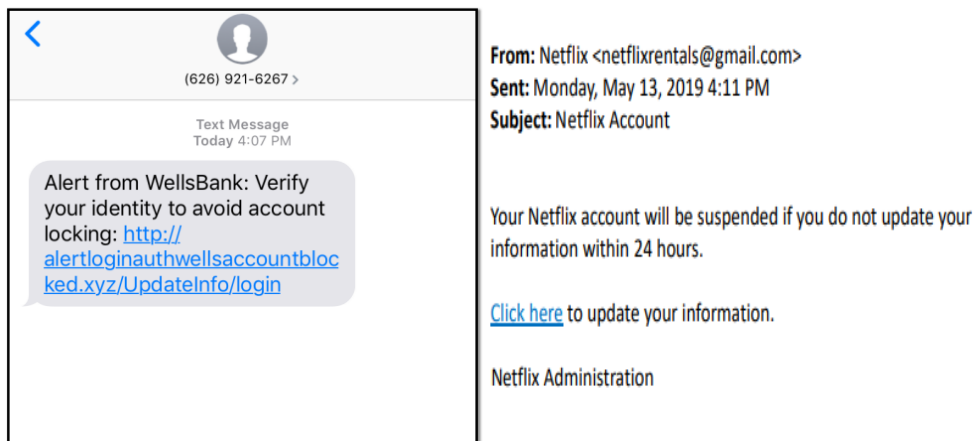 (626) 921-6267 >
Text Message
Today 4:07 PM
Alert from WellsBank: Verify
your identity to avoid account
locking: http://
alertloginauthwellsaccountbloc
ked.xyz/UpdateInfo/login
From: Netflix <netflixrentals@gmail.com>
Sent: Monday, May 13, 2019 4:11 PM
Subject: Netflix Account
Your Netflix account will be suspended if you do not update your
information within 24 hours.
Click here to update your information.
Netflix Administration